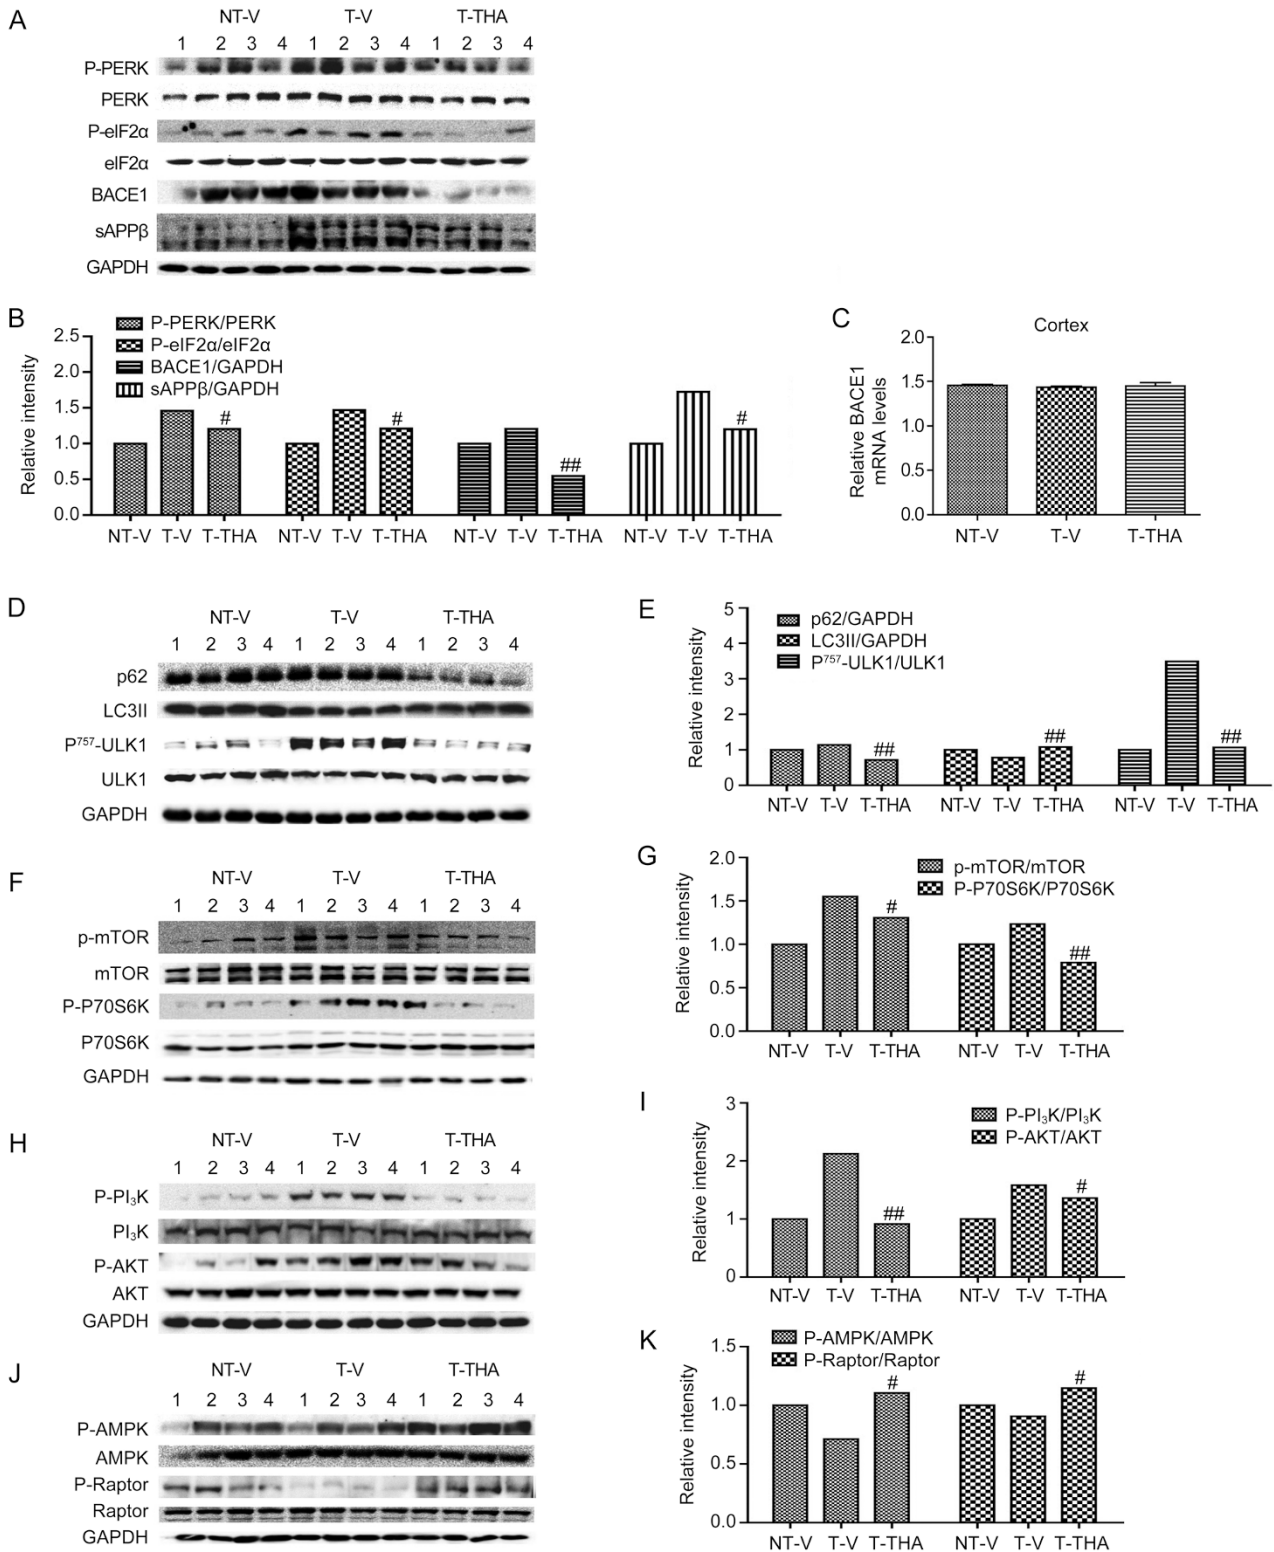 A
NT-V T-V T-THA
1 2 3 4 1 2 3 4 1 2 3 4
P-PERK
PERK
P-eIF2α
eIF2α
BACE1
sAPPβ
GAPDH
B
P-PERK/PERK
P-eIF2α/eIF2α
BACE1/GAPDH
sAPPβ/GAPDH
Relative intensity
2.5
2.0
1.5
1.0
0.5
0.0
# # ## #
NT-V T-V T-THA NT-V T-V T-THA NT-V T-V T-THA NT-V T-V T-THA
C
Cortex
Relative BACE1
mRNA levels
2.0
1.5
1.0
0.5
0.0
NT-V T-V T-THA
D
NT-V T-V T-THA
1 2 3 4 1 2 3 4 1 2 3 4
p62
LC3II
P⁷⁵⁷-ULK1
ULK1
GAPDH
E
p62/GAPDH
LC3II/GAPDH
P⁷⁵⁷-ULK1/ULK1
Relative intensity
5
4
3
2
1
0
## ## ##
NT-V T-V T-THA NT-V T-V T-THA NT-V T-V T-THA
F
NT-V T-V T-THA
1 2 3 4 1 2 3 4 1 2 3 4
p-mTOR
mTOR
P-P70S6K
P70S6K
GAPDH
G
p-mTOR/mTOR
P-P70S6K/P70S6K
Relative intensity
2.0
1.5
1.0
0.5
0.0
# ##
NT-V T-V T-THA NT-V T-V T-THA
H
NT-V T-V T-THA
1 2 3 4 1 2 3 4 1 2 3 4
P-PI₃K
PI₃K
P-AKT
AKT
GAPDH
I
P-PI₃K/PI₃K
P-AKT/AKT
Relative intensity
3
2
1
0
## #
NT-V T-V T-THA NT-V T-V T-THA
J
NT-V T-V T-THA
1 2 3 4 1 2 3 4 1 2 3 4
P-AMPK
AMPK
P-Raptor
Raptor
GAPDH
K
P-AMPK/AMPK
P-Raptor/Raptor
Relative intensity
1.5
1.0
0.5
0.0
# #
NT-V T-V T-THA NT-V T-V T-THA